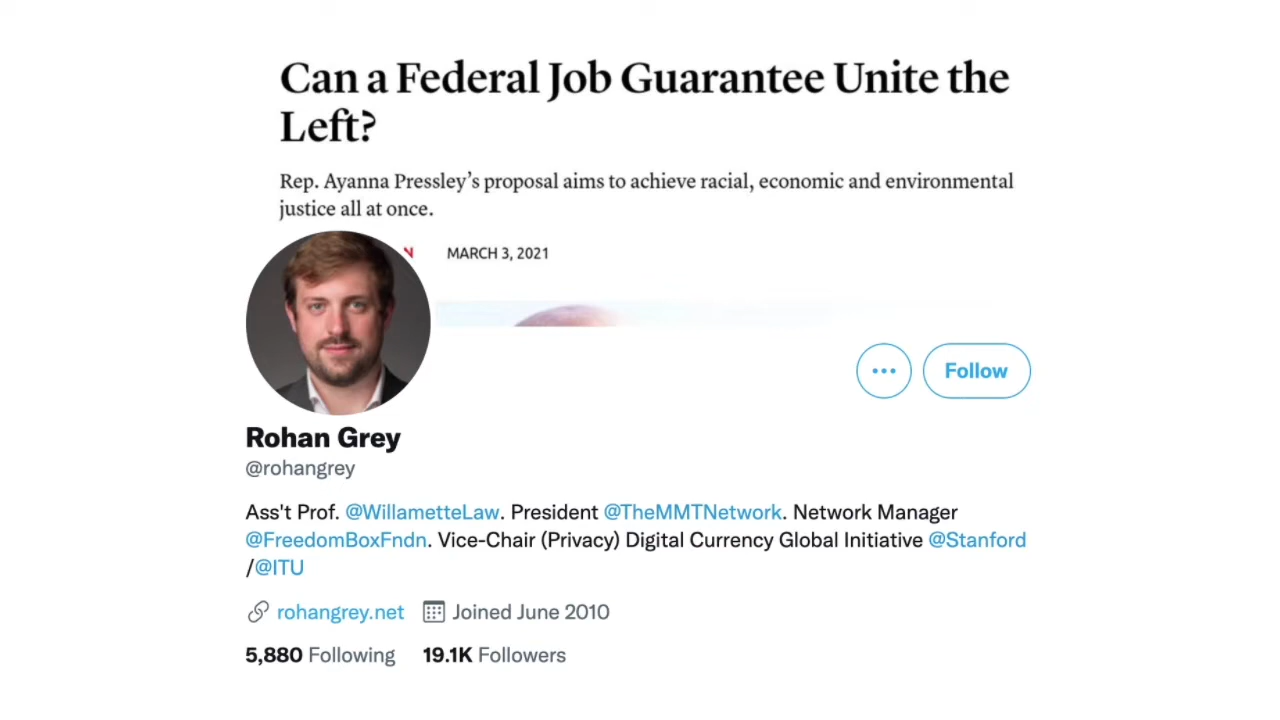 Can a Federal Job Guarantee Unite the
Left?
Rep. Ayanna Pressley's proposal aims to achieve racial, economic and environmental
justice all at once.
N MARCH 3, 2021
Follow
Rohan Grey
@rohangrey
Ass't Prof. @WillametteLaw. President @TheMMTNetwork. Network Manager
@FreedomBoxFndn. Vice-Chair (Privacy) Digital Currency Global Initiative @Stanford
/@ITU
rohangrey.net Joined June 2010
5,880 Following 19.1K Followers